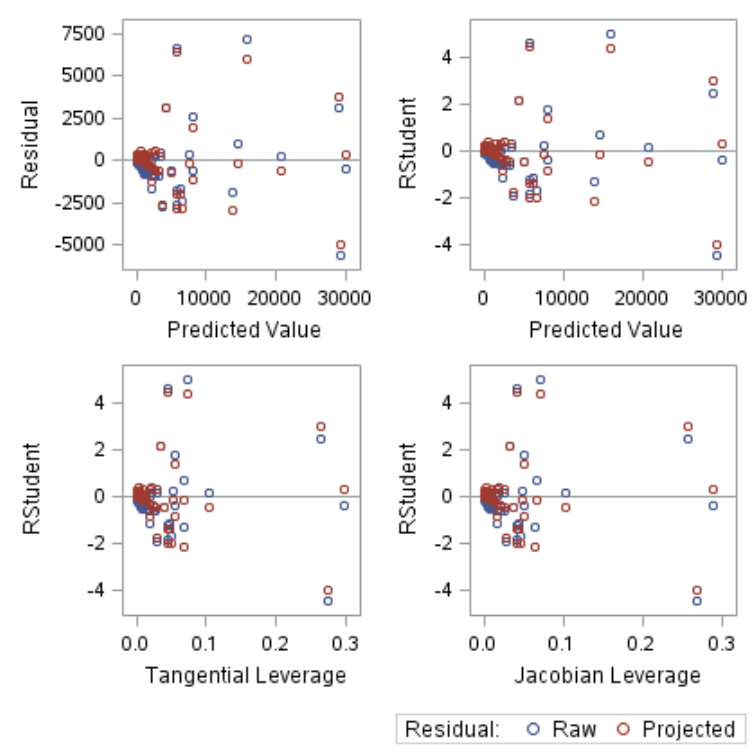 7500
5000
2500
0
-2500
-5000
Residual
0 10000 20000 30000
Predicted Value
4
2
0
-2
-4
RStudent
0 10000 20000 30000
Predicted Value
4
2
0
-2
-4
RStudent
0.0 0.1 0.2 0.3
Tangential Leverage
4
2
0
-2
-4
RStudent
0.0 0.1 0.2 0.3
Jacobian Leverage
Residual: Raw Projected